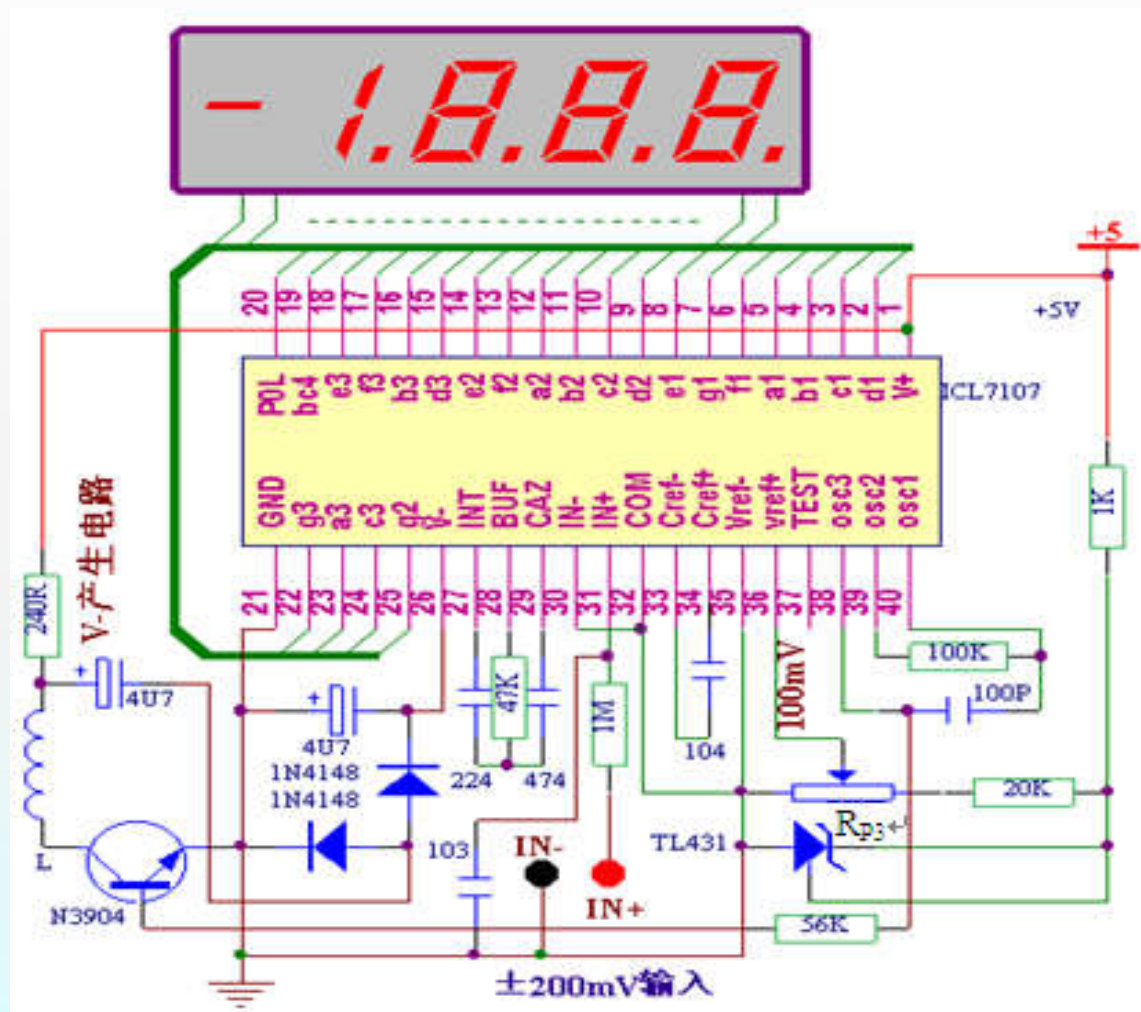 - 1.8.8.8.
+5
+5V
20 19 18 17 16 15 14 13 12 11 10 9 8 7 6 5 4 3 2 1
POL bc4 e3 f3 b3 d3 e2 f2 a2 b2 c2 d2 e1 g1 f1 a1 b1 c1 d1 V+
ICL7107
GND g3 a3 c3 g2 V- INT BUF CAZ IN- IN+ COM Cref- Cref+ Vref- vref+ TEST osc3 osc2 osc1
21 22 23 24 25 26 27 28 29 30 31 32 33 34 35 36 37 38 39 40
1K
V-产生电路
240R
100K
4U7
47K
1M
100mV
100P
4U7
104
1N4148
224
474
20K
1N4148
Rp3↵
103
IN-
TL431
L
IN+
N3904
56K
±200mV输入